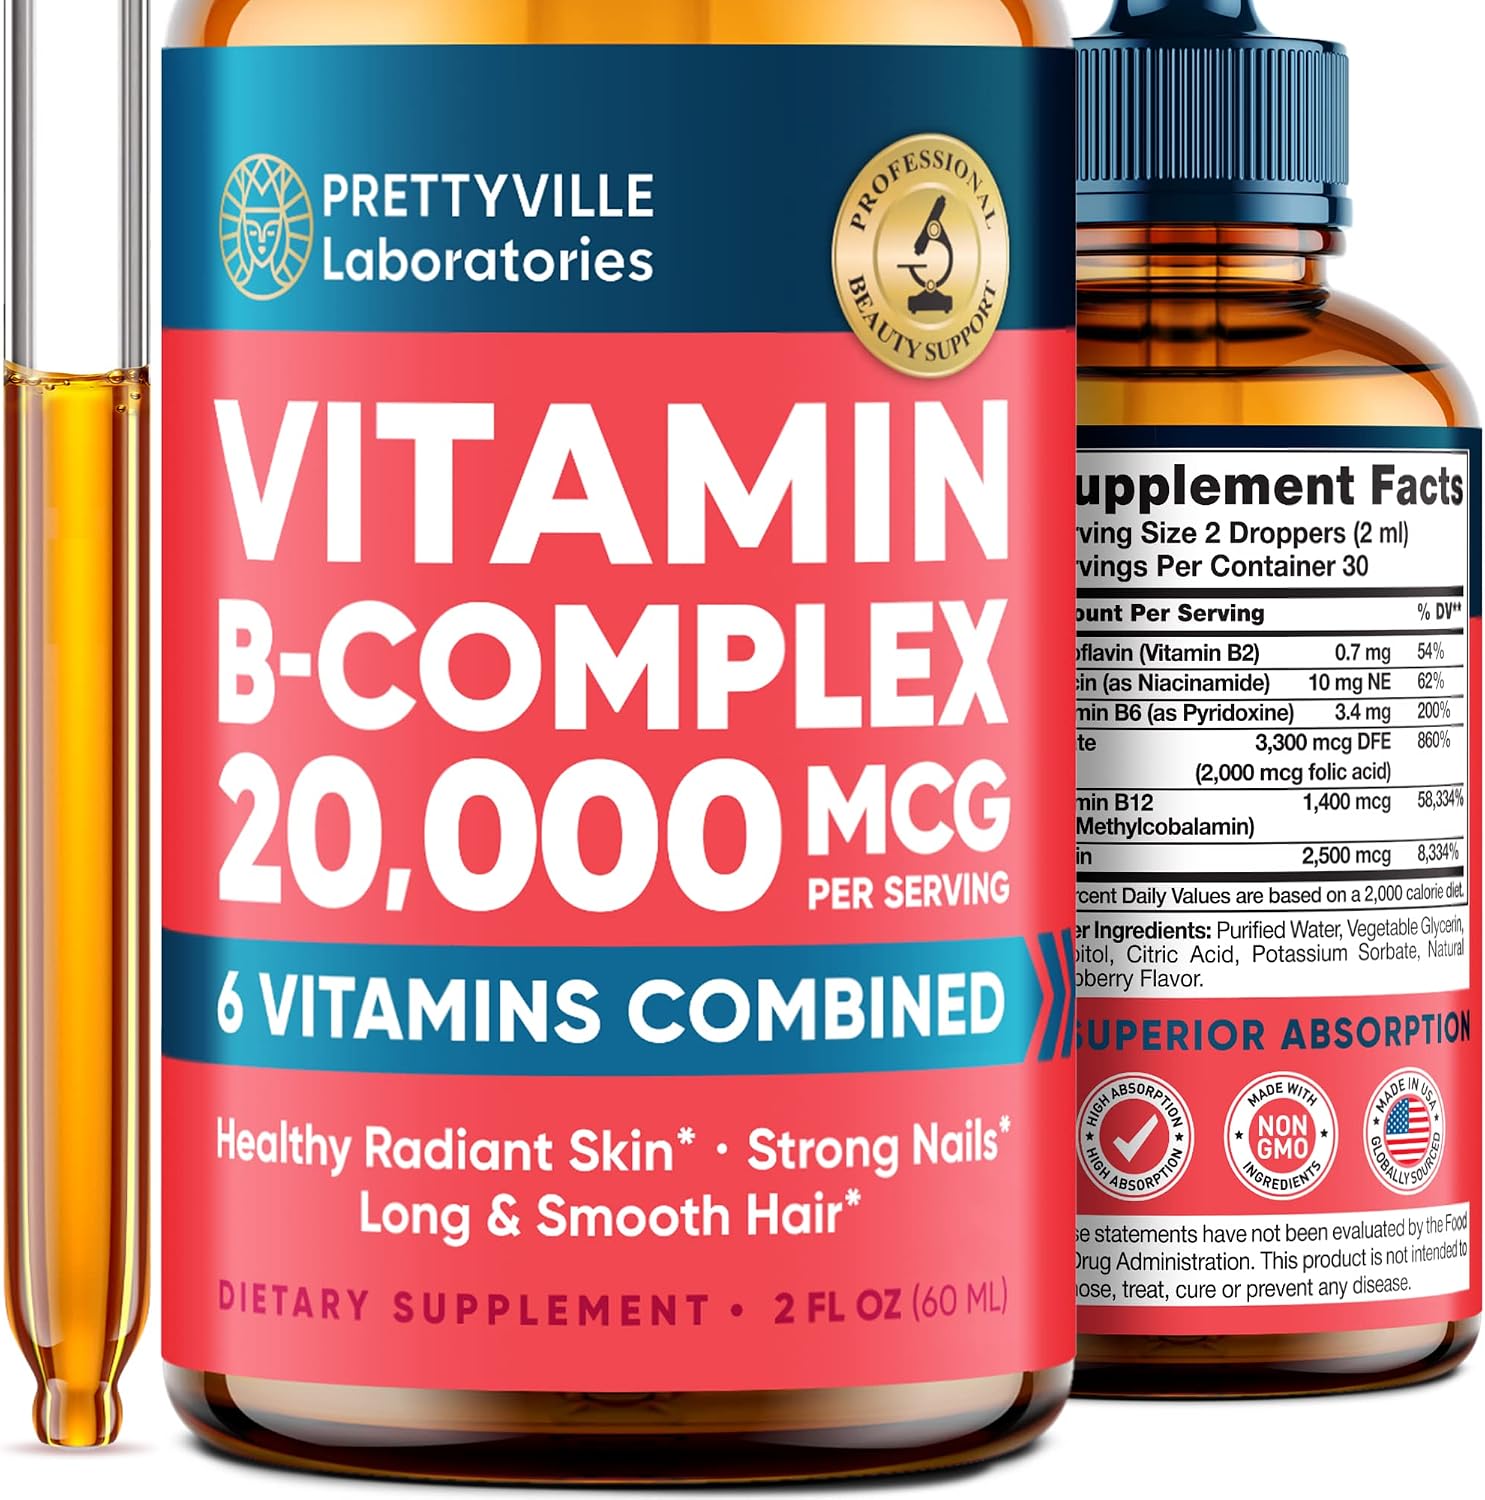 PRETTYVILLE
Laboratories
PROFESSIONAL
BEAUTY SUPPORT
VITAMIN
B-COMPLEX
20,000 MCG
PER SERVING
6 VITAMINS COMBINED
Healthy Radiant Skin* • Strong Nails*
Long & Smooth Hair*
DIETARY SUPPLEMENT • 2 FL OZ (60 ML)
upplement Facts
rving Size 2 Droppers (2 ml)
rvings Per Container 30
ount Per Serving % DV**
oflavin (Vitamin B2) 0.7 mg 54%
cin (as Niacinamide) 10 mg NE 62%
min B6 (as Pyridoxine) 3.4 mg 200%
te 3,300 mcg DFE 860%
(2,000 mcg folic acid)
min B12 1,400 mcg 58,334%
Methylcobalamin)
in 2,500 mcg 8,334%
rcent Daily Values are based on a 2,000 calorie diet.
er Ingredients: Purified Water, Vegetable Glycerin,
bitol, Citric Acid, Potassium Sorbate, Natural
pberry Flavor.
SUPERIOR ABSORPTION
HIGH ABSORPTION
HIGH ABSORPTION
MADE WITH
NON
GMO
INGREDIENTS
MADE IN USA
GLOBALLY SOURCED
se statements have not been evaluated by the Food
Drug Administration. This product is not intended to
nose, treat, cure or prevent any disease.